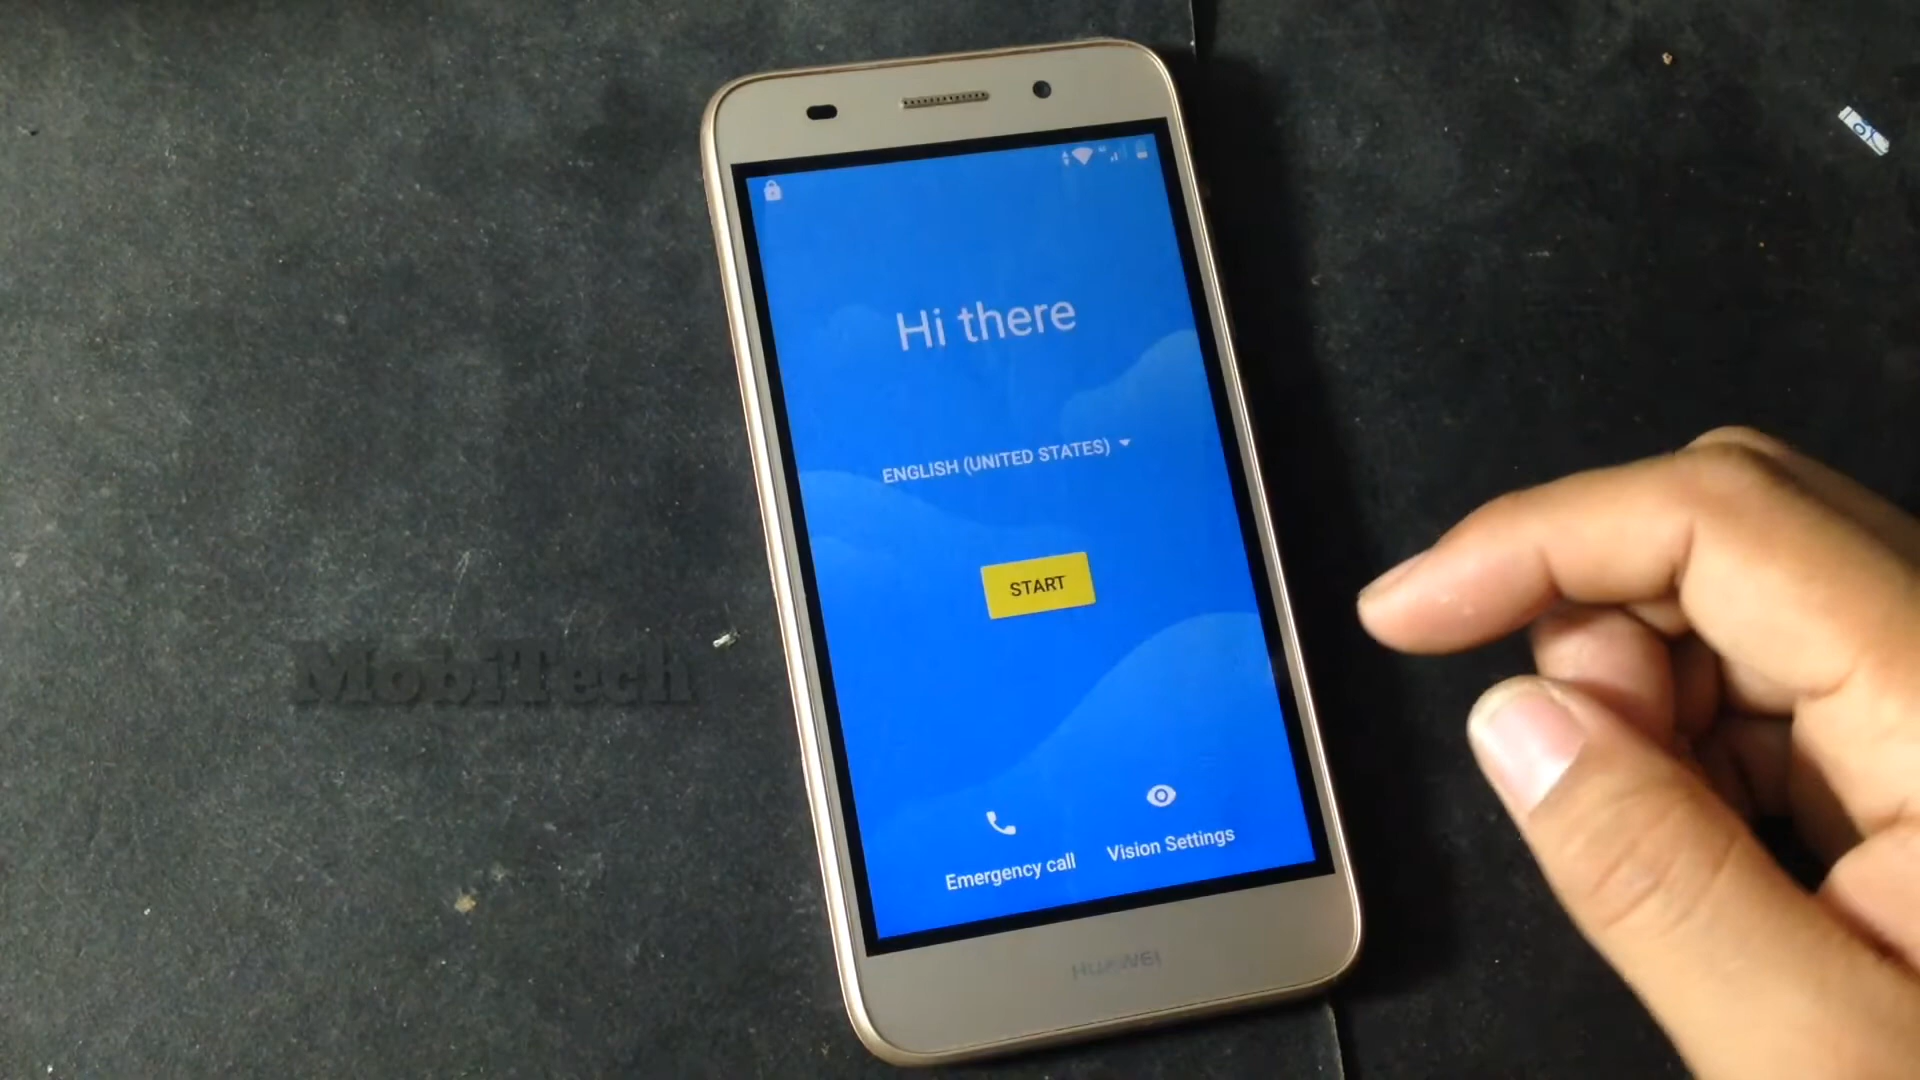 Hi there
ENGLISH (UNITED STATES)
START
Emergency call
Vision Settings
HUAWEI
MobiTech